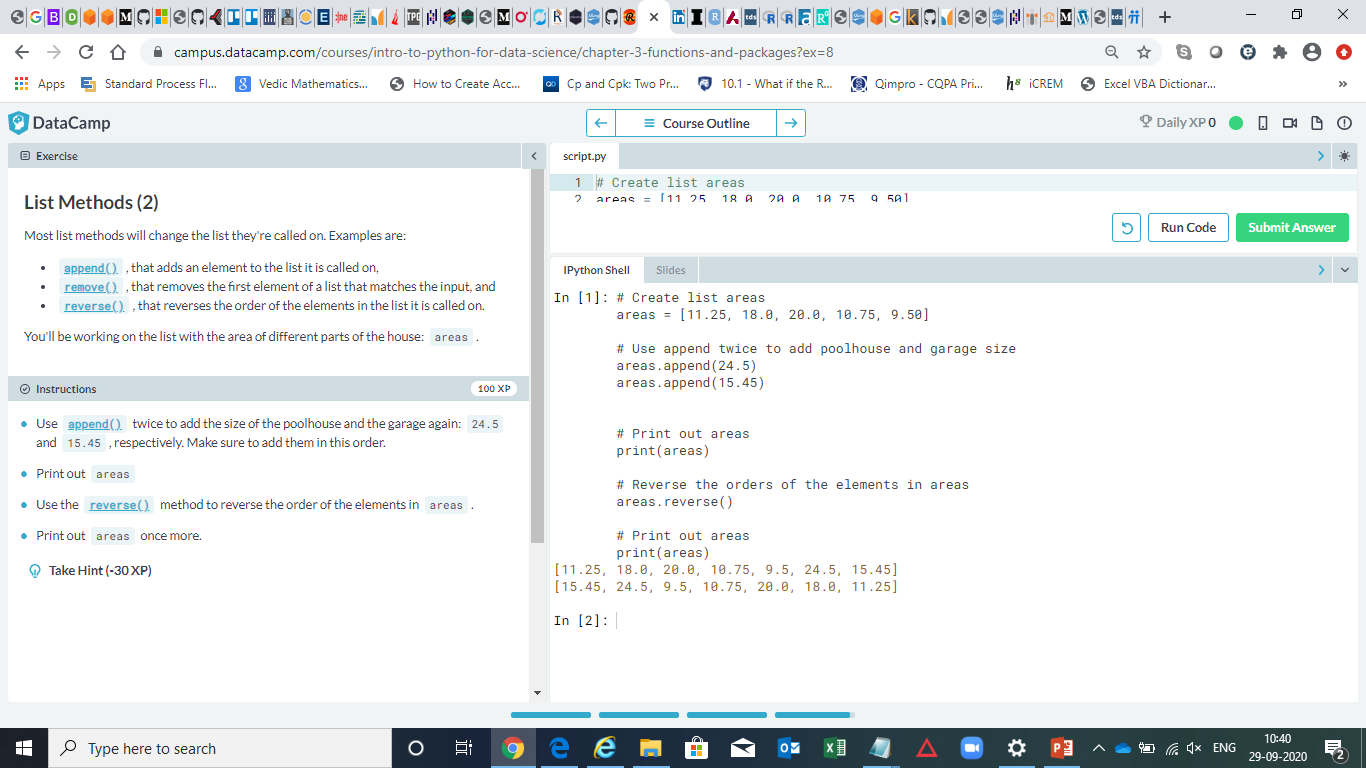 campus.datacamp.com/courses/intro-to-python-for-data-science/chapter-3-functions-and-packages?ex=8
Apps Standard Process Fl... Vedic Mathematics... How to Create Acc... Cp and Cpk: Two Pr... 10.1 - What if the R... Qimpro - CQPA Pri... iCREM Excel VBA Dictionar... »
DataCamp
Course Outline
Daily XP 0
Exercise
script.py
1 # Create list areas
2 areas = [11.25, 18.0, 20.0, 10.75, 9.50]
List Methods (2)
Most list methods will change the list they're called on. Examples are:
• append() , that adds an element to the list it is called on,
• remove() , that removes the first element of a list that matches the input, and
• reverse() , that reverses the order of the elements in the list it is called on.
You'll be working on the list with the area of different parts of the house: areas .
Instructions 100 XP
• Use append() twice to add the size of the poolhouse and the garage again: 24.5
and 15.45 , respectively. Make sure to add them in this order.
• Print out areas
• Use the reverse() method to reverse the order of the elements in areas .
• Print out areas once more.
Take Hint (-30 XP)
Run Code Submit Answer
IPython Shell Slides
In [1]: # Create list areas
areas = [11.25, 18.0, 20.0, 10.75, 9.50]
# Use append twice to add poolhouse and garage size
areas.append(24.5)
areas.append(15.45)
# Print out areas
print(areas)
# Reverse the orders of the elements in areas
areas.reverse()
# Print out areas
print(areas)
[11.25, 18.0, 20.0, 10.75, 9.5, 24.5, 15.45]
[15.45, 24.5, 9.5, 10.75, 20.0, 18.0, 11.25]
In [2]:
Type here to search
ENG
10:40
29-09-2020
2